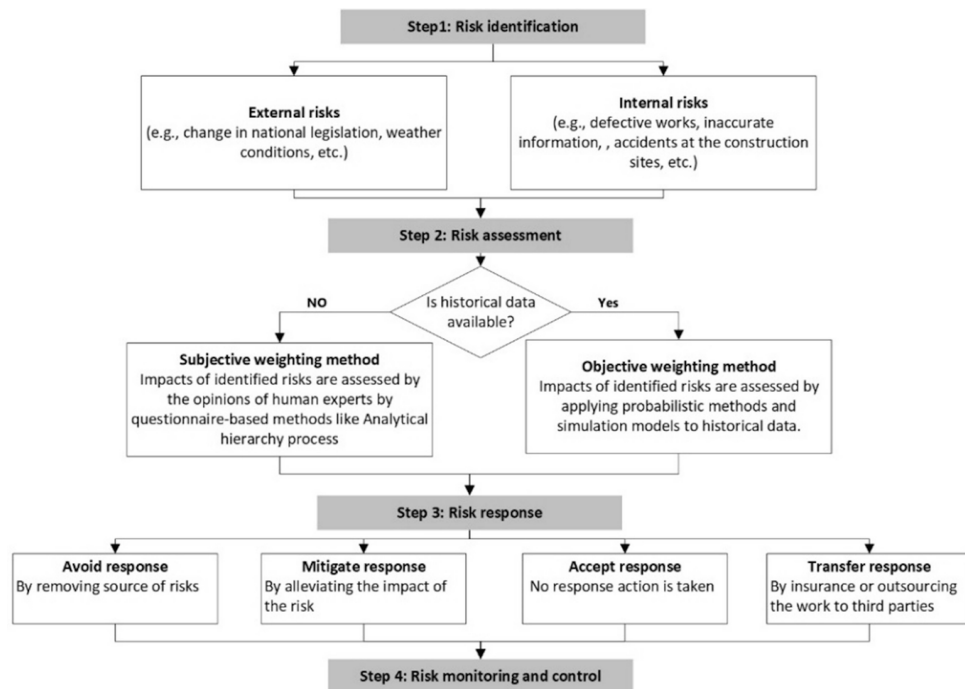 Step1: Risk identification
External risks
(e.g., change in national legislation, weather
conditions, etc.)
Internal risks
(e.g., defective works, inaccurate
information, , accidents at the construction
sites, etc.)
Step 2: Risk assessment
NO
Is historical data
available?
Yes
Subjective weighting method
Impacts of identified risks are assessed by
the opinions of human experts by
questionnaire-based methods like Analytical
hierarchy process
Objective weighting method
Impacts of identified risks are assessed by
applying probabilistic methods and
simulation models to historical data.
Step 3: Risk response
Avoid response
By removing source of risks
Mitigate response
By alleviating the impact of
the risk
Accept response
No response action is taken
Transfer response
By insurance or outsourcing
the work to third parties
Step 4: Risk monitoring and control